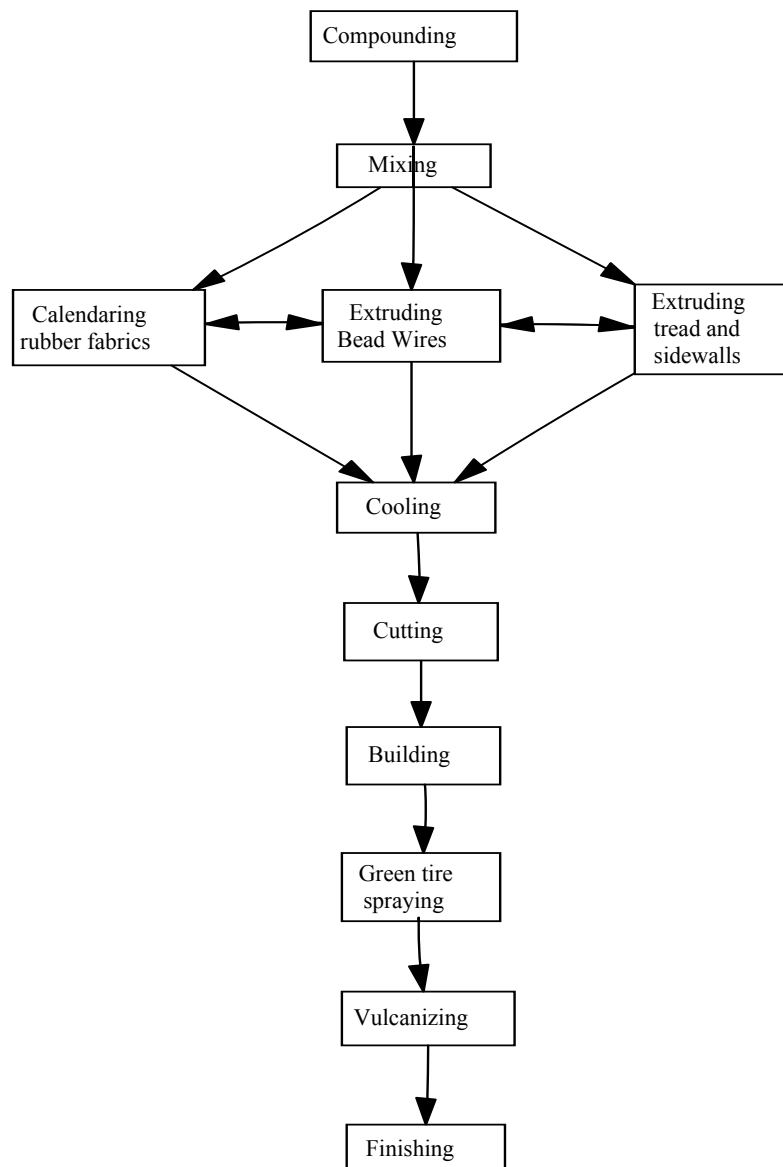 Compounding
Mixing
Calendaring
rubber fabrics
Extruding
Bead Wires
Extruding
tread and
sidewalls
Cooling
Cutting
Building
Green tire
spraying
Vulcanizing
Finishing